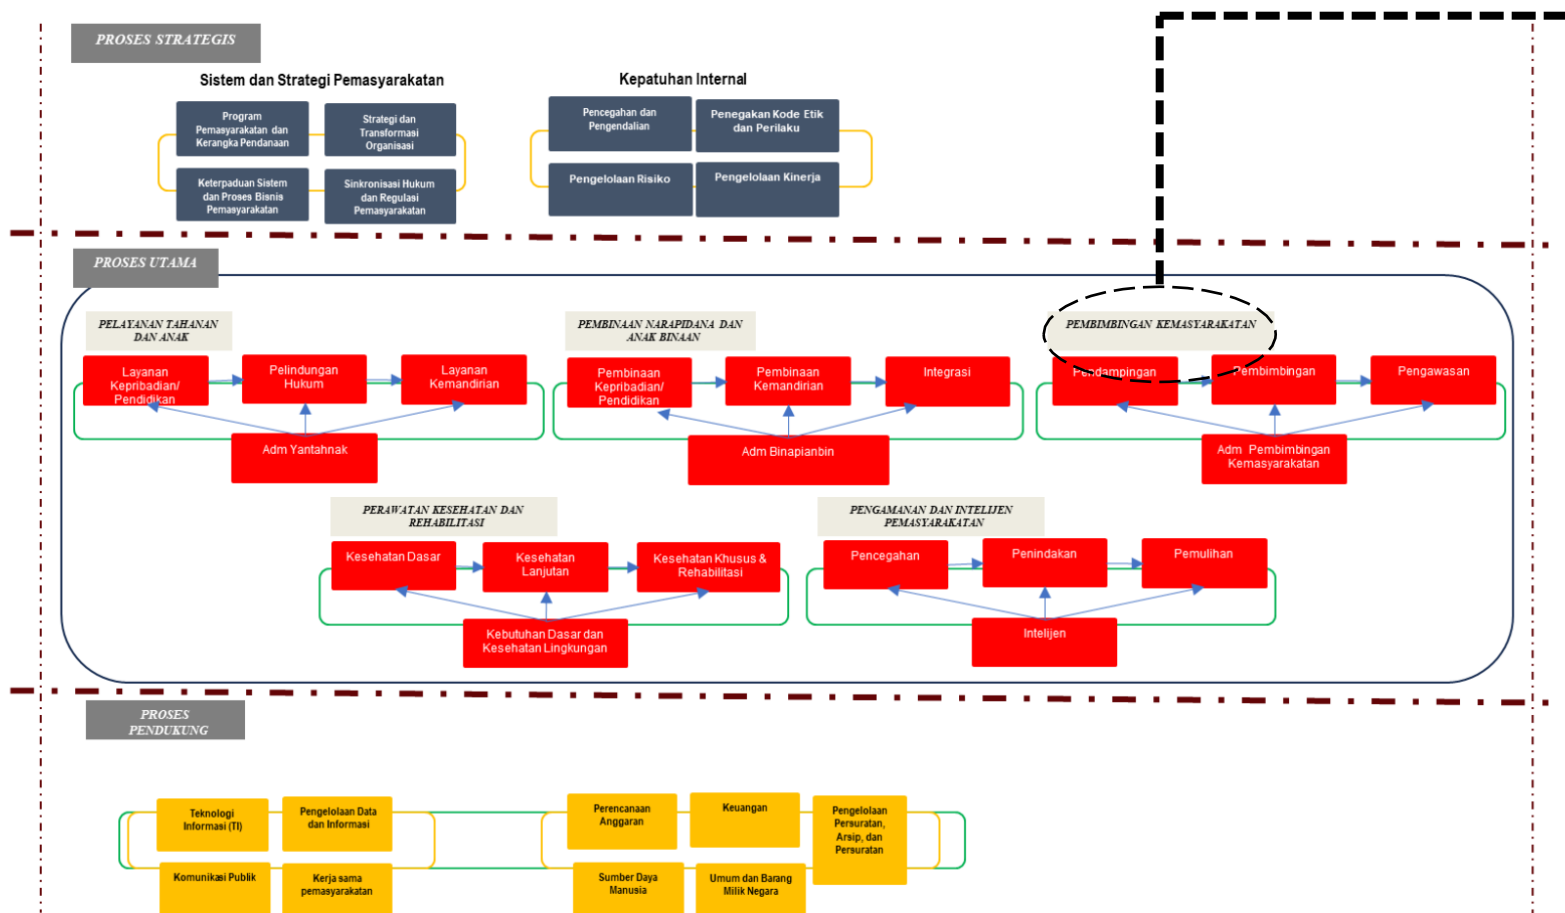 PROSES STRATEGIS
Sistem dan Strategi Pemasyarakatan
Program
Pemasyarakatan dan
Kerangka Pendanaan
Strategi dan
Transformasi
Organisasi
Keterpaduan Sistem
dan Proses Bisnis
Pemasyarakatan
Sinkronisasi Hukum
dan Regulasi
Pemasyarakatan
Kepatuhan Internal
Pencegahan dan
Pengendalian
Penegakan Kode Etik
dan Perilaku
Pengelolaan Risiko
Pengelolaan Kinerja
PROSES UTAMA
PELAYANAN TAHANAN
DAN ANAK
Layanan
Kepribadian/
Pendidikan
Pelindungan
Hukum
Layanan
Kemandirian
Adm Yantahnak
PEMBINAAN NARAPIDANA DAN
ANAK BINAAN
Pembinaan
Kepribadian/
Pendidikan
Pembinaan
Kemandirian
Integrasi
Adm Binapianbin
PEMBIMBINGAN KEMASYARAKATAN
Pendampingan
Pembimbingan
Pengawasan
Adm Pembimbingan
Kemasyarakatan
PERAWATAN KESEHATAN DAN
REHABILITASI
Kesehatan Dasar
Kesehatan
Lanjutan
Kesehatan Khusus &
Rehabilitasi
Kebutuhan Dasar dan
Kesehatan Lingkungan
PENGAMANAN DAN INTELIJEN
PEMASYARAKATAN
Pencegahan
Penindakan
Pemulihan
Intelijen
PROSES
PENDUKUNG
Teknologi
Informasi (TI)
Pengelolaan Data
dan Informasi
Komunikasi Publik
Kerja sama
pemasyarakatan
Perencanaan
Anggaran
Keuangan
Pengelolaan
Persuratan,
Arsip, dan
Persuratan
Sumber Daya
Manusia
Umum dan Barang
Milik Negara